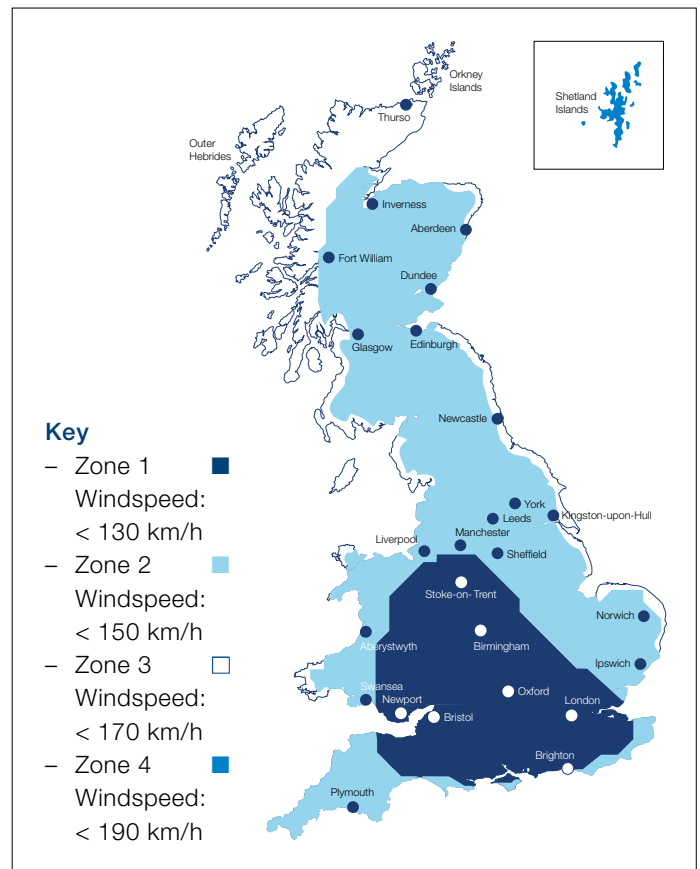 Orkney
Islands
Thurso
Shetland
Islands
Outer
Hebrides
Inverness
Aberdeen
Fort William
Dundee
Glasgow
Edinburgh
Newcastle
Key
– Zone 1
Windspeed:
< 130 km/h
– Zone 2
Windspeed:
< 150 km/h
– Zone 3
Windspeed:
< 170 km/h
– Zone 4
Windspeed:
< 190 km/h
York
Leeds
Kingston-upon-Hull
Liverpool
Manchester
Sheffield
Stoke-on-Trent
Norwich
Aberystwyth
Birmingham
Ipswich
Swansea
Newport
Oxford
London
Bristol
Brighton
Plymouth